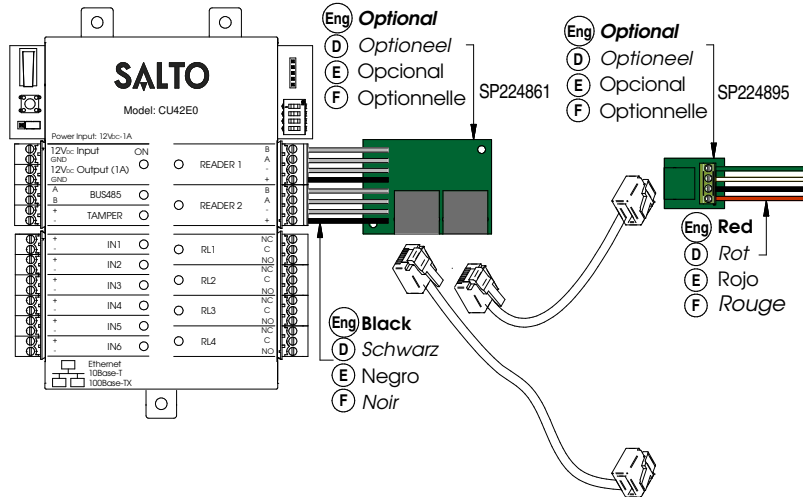 Eng Optional
D Optioneel
E Opcional
F Optionnelle
SP224861
Eng Optional
D Optioneel
E Opcional
F Optionnelle
SP224895
SALTO
Model: CU42E0
Power Input: 12VDC-1A
12VDC Input ON
GND
12VDC Output (1A)
GND
A
B
BUS485
+
-
TAMPER
READER 1
B
A
-
+
READER 2
B
A
-
+
+
-
IN1
IN2
+
-
IN3
+
-
IN4
IN5
+
-
IN6
RL1
NC
C
NO
RL2
NC
C
NO
RL3
NC
C
NO
RL4
NC
C
NO
Ethernet
10Base-T
100Base-TX
Eng Black
D Schwarz
E Negro
F Noir
Eng Red
D Rot
E Rojo
F Rouge